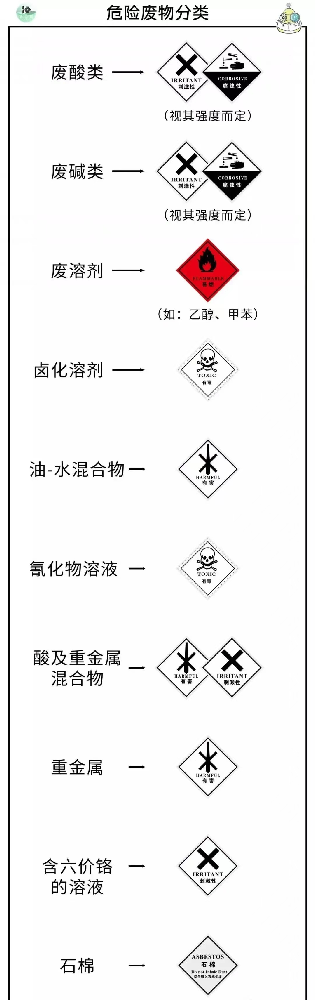 危险废物分类
废酸类
IRRITANT
刺激性
CORROSIVE
腐蚀性
（视其强度而定）
废碱类
IRRITANT
刺激性
CORROSIVE
腐蚀性
（视其强度而定）
废溶剂
FLAMMABLE
易燃
（如：乙醇、甲苯）
卤化溶剂
TOXIC
有毒
油-水混合物
HARMFUL
有害
氰化物溶液
TOXIC
有毒
酸及重金属
混合物
HARMFUL
有害
IRRITANT
刺激性
重金属
HARMFUL
有害
含六价铬
的溶液
IRRITANT
刺激性
石棉
ASBESTOS
石棉
Do not Inhale Dust
切勿吸入石棉尘埃